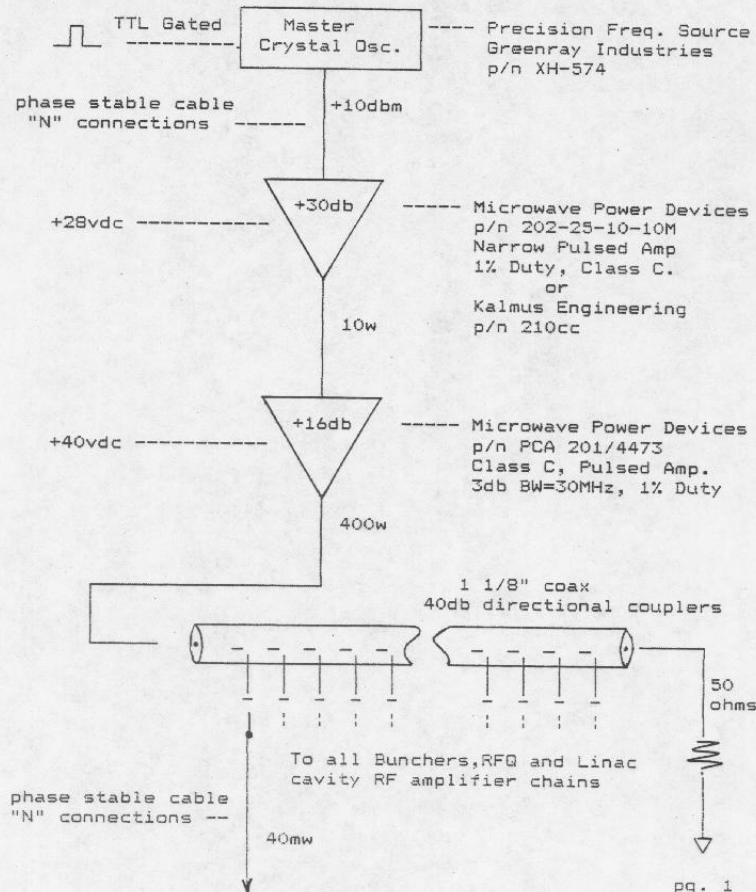 TTL Gated
Master
Crystal Osc.
Precision Freq. Source
Greenray Industries
p/n XH-574
phase stable cable
"N" connections
+10dbm
+28vdc
+30db
Microwave Power Devices
p/n 202-25-10-10M
Narrow Pulsed Amp
1% Duty, Class C.
or
Kalmus Engineering
p/n 210cc
10w
+40vdc
+16db
Microwave Power Devices
p/n PCA 201/4473
Class C, Pulsed Amp.
3db BW=30MHz, 1% Duty
400w
1 1/8" coax
40db directional couplers
50
ohms
To all Bunchers,RFQ and Linac
cavity RF amplifier chains
phase stable cable
"N" connections --
40mw
pg. 1